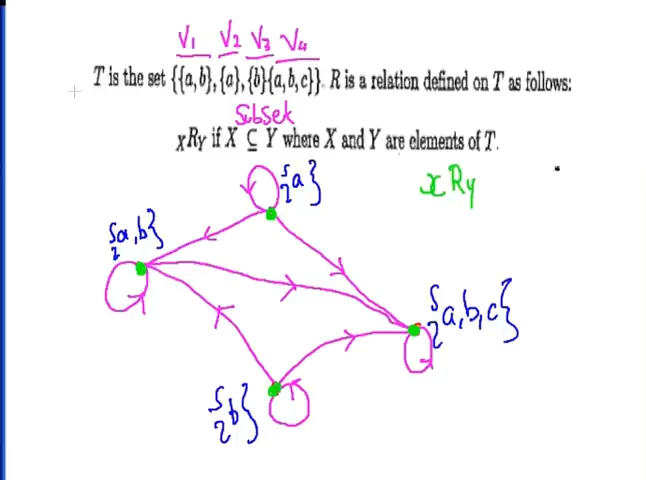 V1 V2 V3 V4
T is the set {{a, b}, {a}, {b}{a, b, c}}. R is a relation defined on T as follows:
subset
xRy if X ⊆ Y where X and Y are elements of T.
{a}
xRy
{a,b}
{a,b,c}
{b}